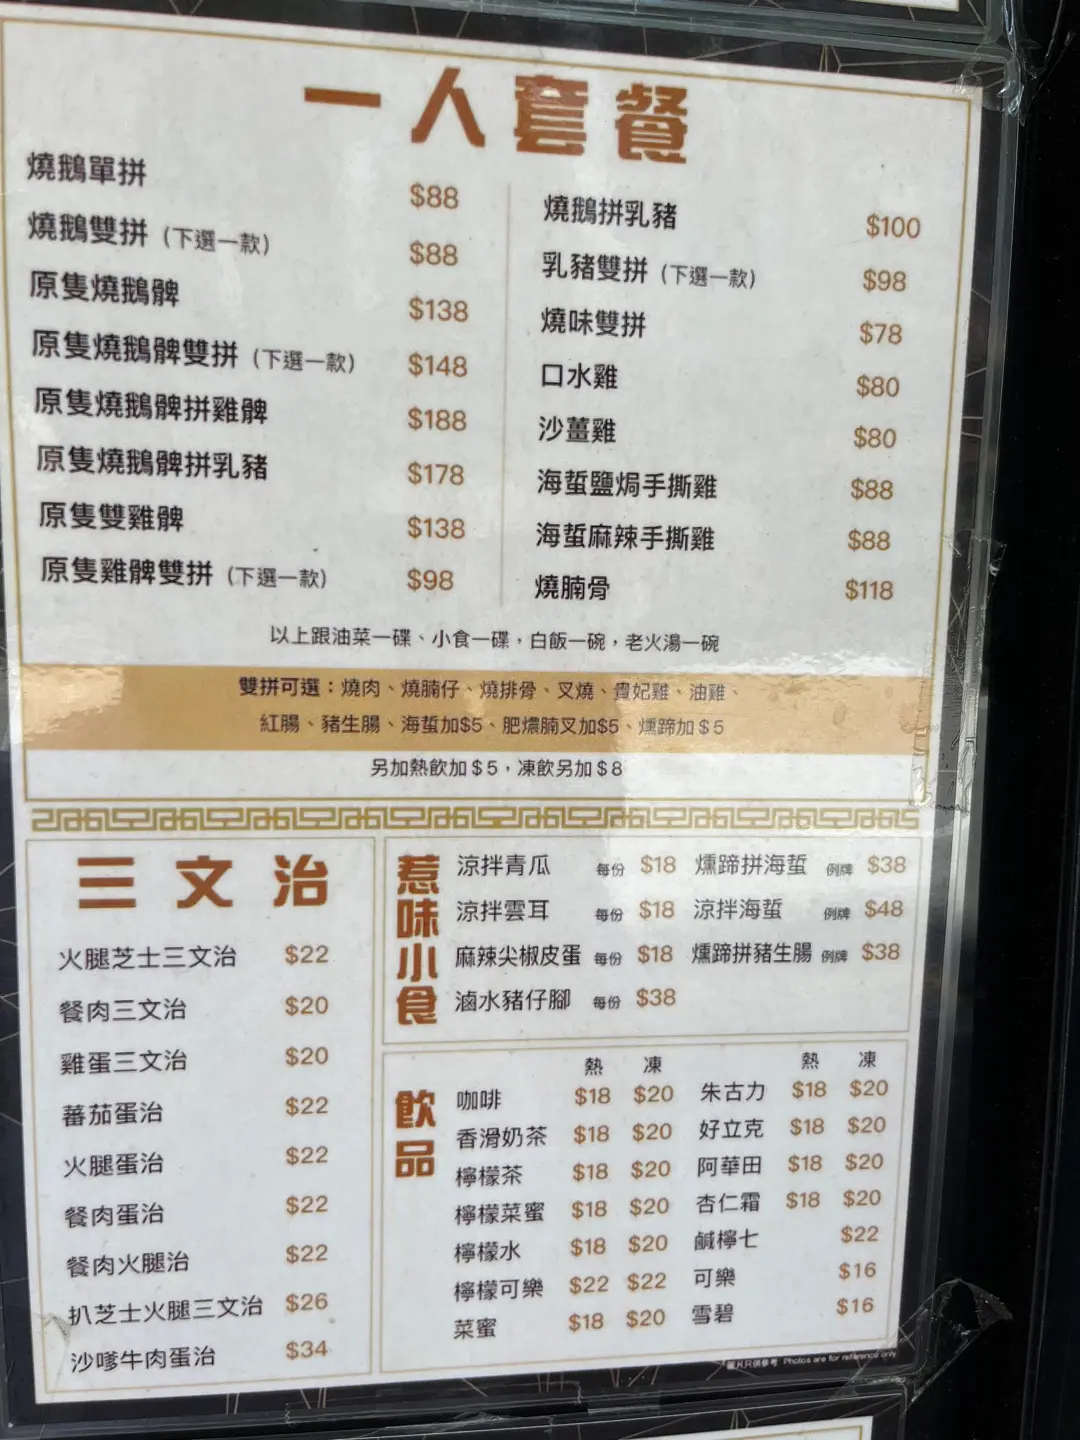 一人套餐
燒鵝單拼 $88
燒鵝雙拼 (下選一款) $88
原隻燒鵝髀 $138
原隻燒鵝髀雙拼 (下選一款) $148
原隻燒鵝髀拼雞髀 $188
原隻燒鵝髀拼乳豬 $178
原隻雙雞髀 $138
原隻雞髀雙拼 (下選一款) $98
燒鵝拼乳豬 $100
乳豬雙拼 (下選一款) $98
燒味雙拼 $78
口水雞 $80
沙薑雞 $80
海蜇鹽焗手撕雞 $88
海蜇麻辣手撕雞 $88
燒腩骨 $118
以上跟油菜一碟、小食一碟，白飯一碗，老火湯一碗
雙拼可選：燒肉、燒腩仔、燒排骨、叉燒、貴妃雞、油雞、
紅腸、豬生腸、海蜇加$5、肥燶腩叉加$5、燻蹄加$5
另加熱飲加$5，凍飲另加$8
三文治
火腿芝士三文治 $22
餐肉三文治 $20
雞蛋三文治 $20
蕃茄蛋治 $22
火腿蛋治 $22
餐肉蛋治 $22
餐肉火腿治 $22
扒芝士火腿三文治 $26
沙嗲牛肉蛋治 $34
惹味小食
涼拌青瓜 每份 $18 燻蹄拼海蜇 例牌 $38
涼拌雲耳 每份 $18 涼拌海蜇 例牌 $48
麻辣尖椒皮蛋 每份 $18 燻蹄拼豬生腸 例牌 $38
滷水豬仔腳 每份 $38
飲品
熱 凍 熱 凍
咖啡 $18 $20 朱古力 $18 $20
香滑奶茶 $18 $20 好立克 $18 $20
檸檬茶 $18 $20 阿華田 $18 $20
檸檬菜蜜 $18 $20 杏仁霜 $18 $20
檸檬水 $18 $20 鹹檸七 $22
檸檬可樂 $22 $22 可樂 $16
菜蜜 $18 $20 雪碧 $16
圖片只供參考 Photos are for reference only